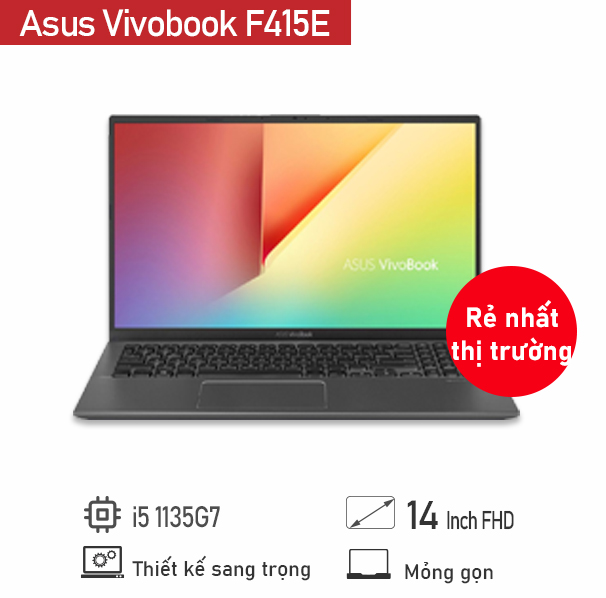 Asus Vivobook F415E
ASUS VivoBook
Rẻ nhất
thị trường
i5 1135G7
14 Inch FHD
Thiết kế sang trọng
Mỏng gọn